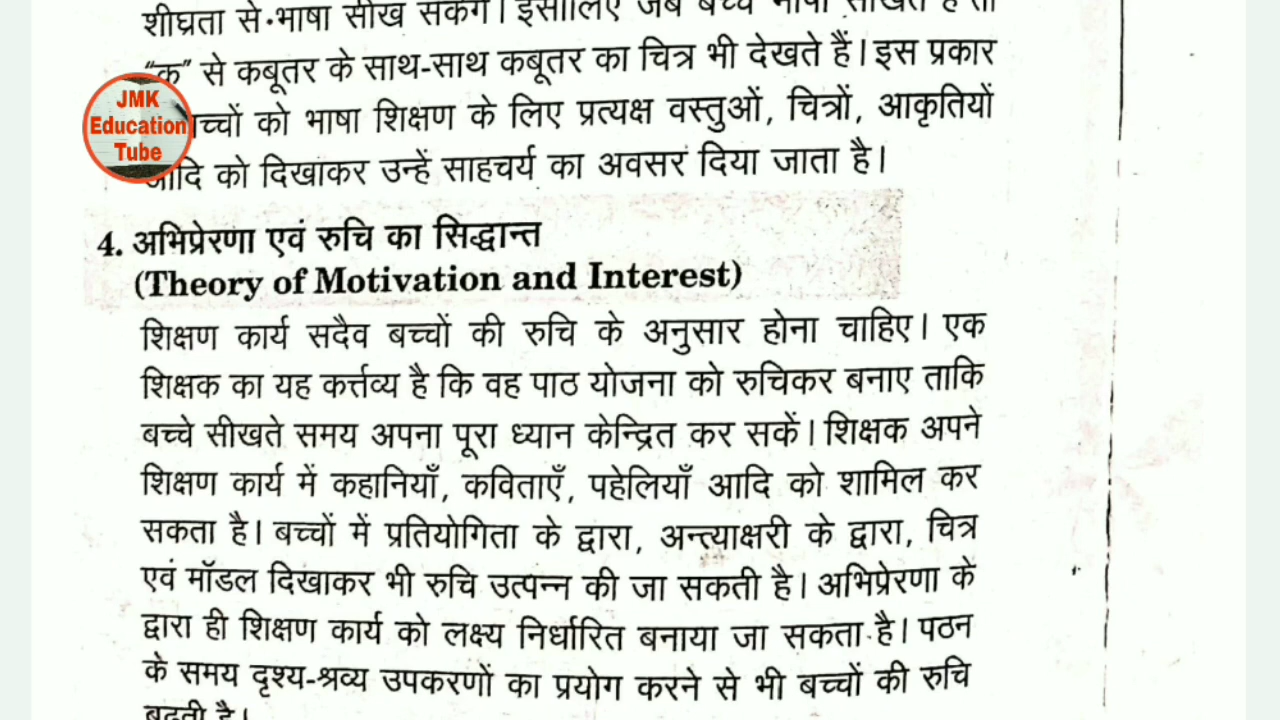 शीघ्रता से भाषा सीख सकेंगे। इसीलिए जब बच्चे भाषा सीखते हैं तो
"क" से कबूतर के साथ-साथ कबूतर का चित्र भी देखते हैं। इस प्रकार
JMK
Education
Tube
च्चों को भाषा शिक्षण के लिए प्रत्यक्ष वस्तुओं, चित्रों, आकृतियों
आदि को दिखाकर उन्हें साहचर्य का अवसर दिया जाता है।
4. अभिप्रेरणा एवं रुचि का सिद्धान्त
(Theory of Motivation and Interest)
शिक्षण कार्य सदैव बच्चों की रुचि के अनुसार होना चाहिए। एक
शिक्षक का यह कर्त्तव्य है कि वह पाठ योजना को रुचिकर बनाए ताकि
बच्चे सीखते समय अपना पूरा ध्यान केन्द्रित कर सकें। शिक्षक अपने
शिक्षण कार्य में कहानियाँ, कविताएँ, पहेलियाँ आदि को शामिल कर
सकता है। बच्चों में प्रतियोगिता के द्वारा, अन्त्याक्षरी के द्वारा, चित्र
एवं मॉडल दिखाकर भी रुचि उत्पन्न की जा सकती है। अभिप्रेरणा के
द्वारा ही शिक्षण कार्य को लक्ष्य निर्धारित बनाया जा सकता है। पठन
के समय दृश्य-श्रव्य उपकरणों का प्रयोग करने से भी बच्चों की रुचि
बढ़ती है।